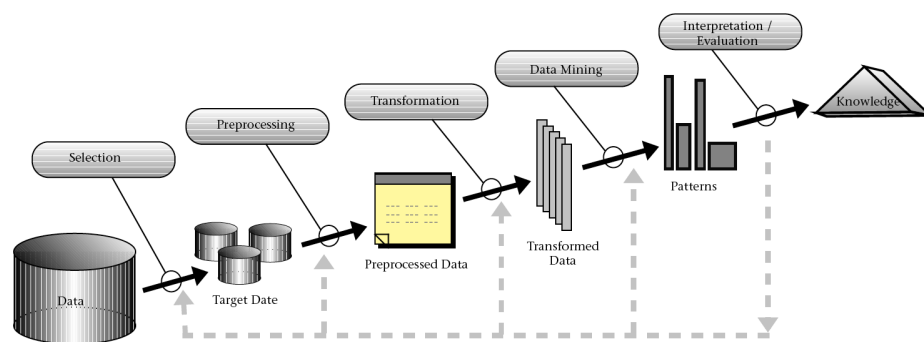 Interpretation /
Evaluation
Data Mining
Transformation
Preprocessing
Selection
Data
Target Date
Preprocessed Data
Transformed
Data
Patterns
Knowledge